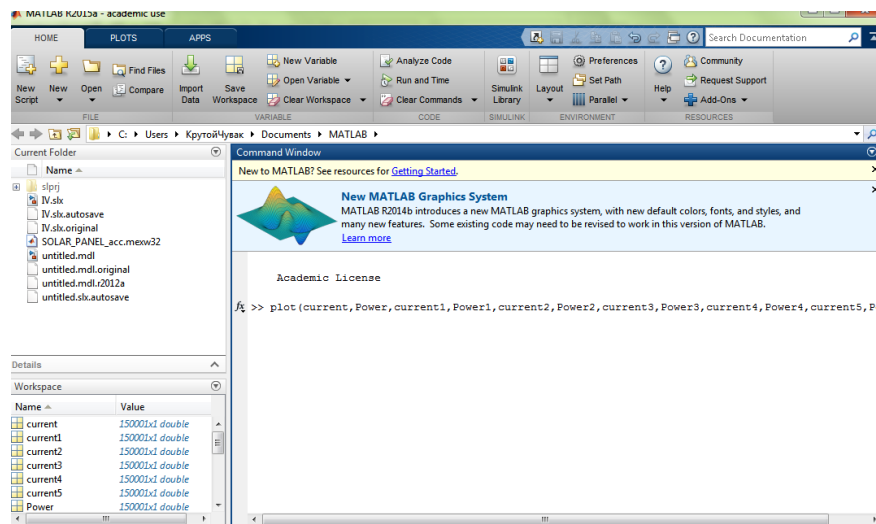 MATLAB R2015a - academic use
HOME PLOTS APPS
Search Documentation
New Script
New
Open
Find Files
Compare
Import Data
Save Workspace
New Variable
Open Variable
Clear Workspace
Analyze Code
Run and Time
Clear Commands
Simulink Library
Layout
Preferences
Set Path
Parallel
Help
Community
Request Support
Add-Ons
FILE VARIABLE CODE SIMULINK ENVIRONMENT RESOURCES
C: Users КрутойЧувак Documents MATLAB
Current Folder
Name
slprj
IV.slx
IV.slx.autosave
IV.slx.original
SOLAR_PANEL_acc.mexw32
untitled.mdl
untitled.mdl.original
untitled.mdl.r2012a
untitled.slx.autosave
Details
Workspace
Name Value
current 150001x1 double
current1 150001x1 double
current2 150001x1 double
current3 150001x1 double
current4 150001x1 double
current5 150001x1 double
Power 150001x1 double
Command Window
New to MATLAB? See resources for Getting Started.
New MATLAB Graphics System
MATLAB R2014b introduces a new MATLAB graphics system, with new default colors, fonts, and styles, and
many new features. Some existing code may need to be revised to work in this version of MATLAB.
Learn more
Academic License
fx >> plot(current,Power,current1,Power1,current2,Power2,current3,Power3,current4,Power4,current5,P